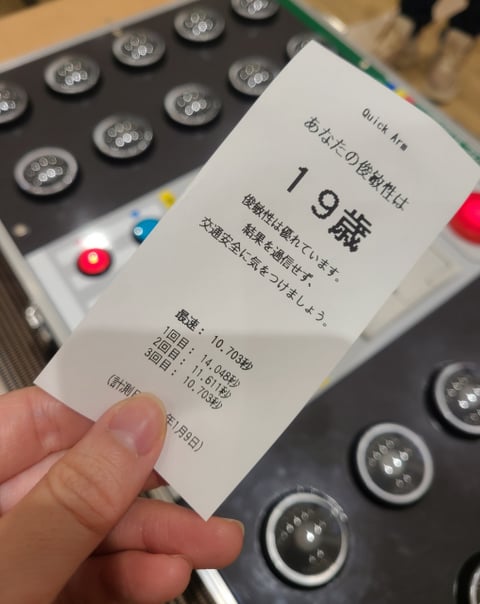 Quick Arm
あなたの俊敏性は
19歳
俊敏性は優れています。
結果を過信せず、
交通安全に気をつけましょう。
最速: 10.703秒
1回目: 14.048秒
2回目: 11.611秒
3回目: 10.703秒
(計測 年1月9日)